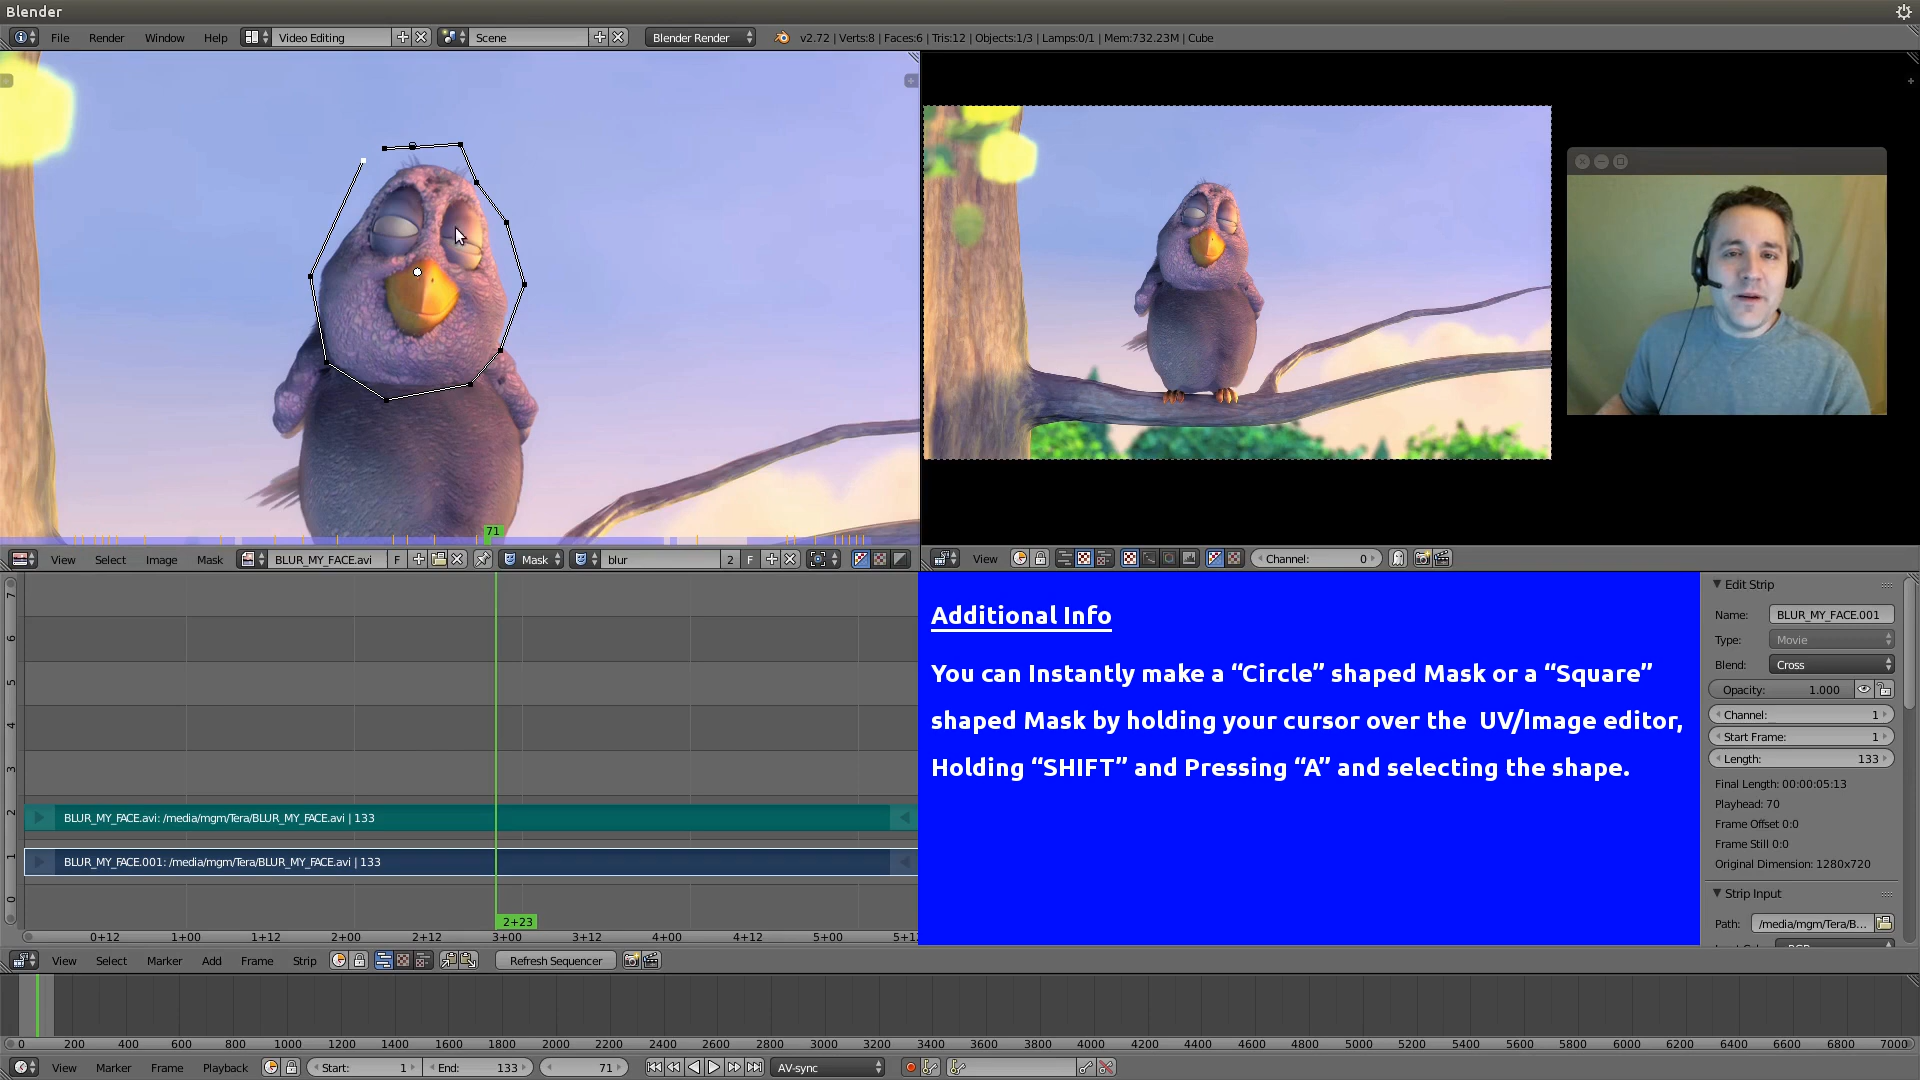 Blender
File Render Window Help Video Editing Scene Blender Render v2.72 | Verts:8 | Faces:6 | Tris:12 | Objects:1/3 | Lamps:0/1 | Mem:732.23M | Cube
71
View Select Image Mask BLUR_MY_FACE.avi F Mask blur 2 F
View Channel: 0
7
6
5
4
3
2
1
0
BLUR_MY_FACE.avi: /media/mgm/Tera/BLUR_MY_FACE.avi | 133
BLUR_MY_FACE.001: /media/mgm/Tera/BLUR_MY_FACE.avi | 133
2+23
0+12 1+00 1+12 2+00 2+12 3+00 3+12 4+00 4+12 5+00
View Select Marker Add Frame Strip Refresh Sequencer
Additional Info
You can Instantly make a “Circle” shaped Mask or a “Square”
shaped Mask by holding your cursor over the UV/Image editor,
Holding “SHIFT” and Pressing “A” and selecting the shape.
Edit Strip
Name: BLUR_MY_FACE.001
Type: Movie
Blend: Cross
Opacity: 1.000
Channel: 1
Start Frame: 1
Length: 133
Final Length: 00:00:05:13
Playhead: 70
Frame Offset 0:0
Frame Still 0:0
Original Dimension: 1280x720
Strip Input
Path: /media/mgm/Tera/B...
0 200 400 600 800 1000 1200 1400 1600 1800 2000 2200 2400 2600 2800 3000 3200 3400 3600 3800 4000 4200 4400 4600 4800 5000 5200 5400 5600 5800 6000 6200 6400 6600 6800 7000
View Marker Frame Playback Start: 1 End: 133 71 AV-sync